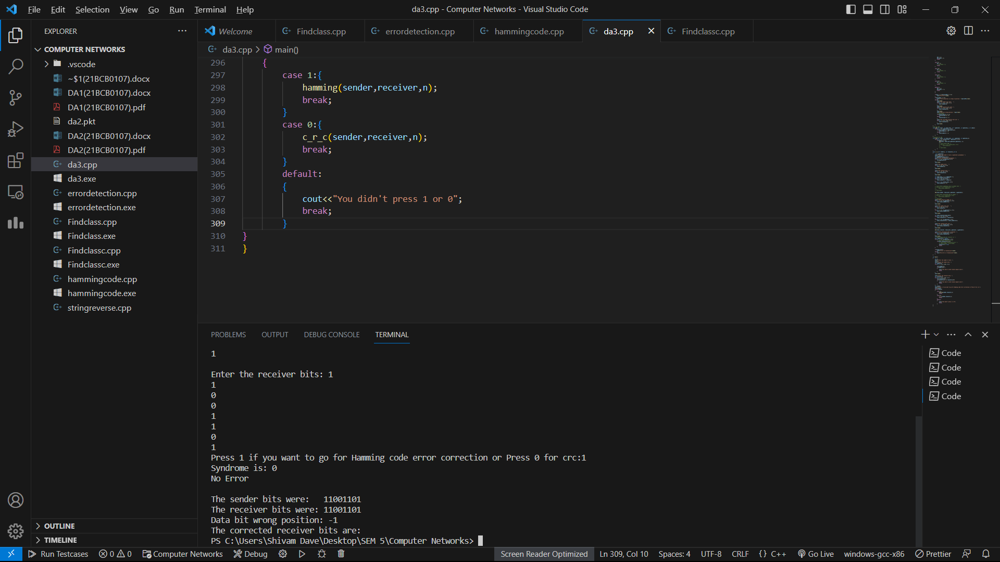 File Edit Selection View Go Run Terminal Help
da3.cpp - Computer Networks - Visual Studio Code
EXPLORER
COMPUTER NETWORKS
.vscode
~$1(21BCB0107).docx
DA1(21BCB0107).docx
DA1(21BCB0107).pdf
da2.pkt
DA2(21BCB0107).docx
DA2(21BCB0107).pdf
da3.cpp
da3.exe
errordetection.cpp
errordetection.exe
Findclass.cpp
Findclass.exe
Findclassc.cpp
Findclassc.exe
hammingcode.cpp
hammingcode.exe
stringreverse.cpp
OUTLINE
TIMELINE
Welcome Findclass.cpp errordetection.cpp hammingcode.cpp da3.cpp Findclassc.cpp
da3.cpp > main()
296 {
297 case 1:{
298 hamming(sender,receiver,n);
299 break;
300 }
301 case 0:{
302 c_r_c(sender,receiver,n);
303 break;
304 }
305 default:
306 {
307 cout<<"You didn't press 1 or 0";
308 break;
309 }
310 }
311 }
PROBLEMS OUTPUT DEBUG CONSOLE TERMINAL
1
Enter the receiver bits: 1
1
0
0
1
1
0
1
Press 1 if you want to go for Hamming code error correction or Press 0 for crc:1
Syndrome is: 0
No Error
The sender bits were:   11001101
The receiver bits were: 11001101
Data bit wrong position: -1
The corrected receiver bits are:
PS C:\Users\Shivam Dave\Desktop\SEM 5\Computer Networks>
Code
Code
Code
Code
Run Testcases 0 0 Computer Networks Debug Screen Reader Optimized Ln 309, Col 10 Spaces: 4 UTF-8 CRLF {} C++ Go Live windows-gcc-x86 Prettier